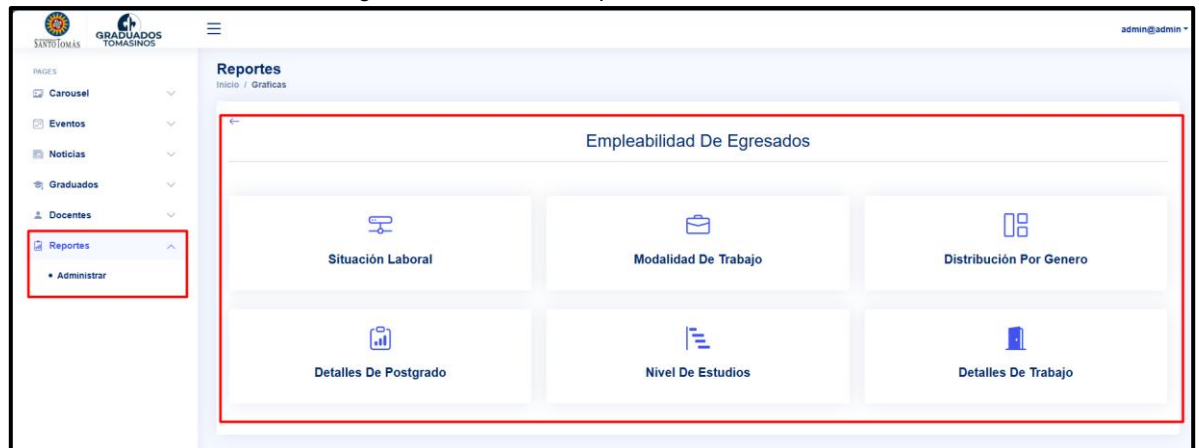 SANTO TOMÁS
GRADUADOS
TOMASINOS
admin@admin
PAGES
Carousel
Eventos
Noticias
Graduados
Docentes
Reportes
• Administrar
Reportes
Inicio / Graficas
←
Empleabilidad De Egresados
Situación Laboral
Modalidad De Trabajo
Distribución Por Genero
Detalles De Postgrado
Nivel De Estudios
Detalles De Trabajo